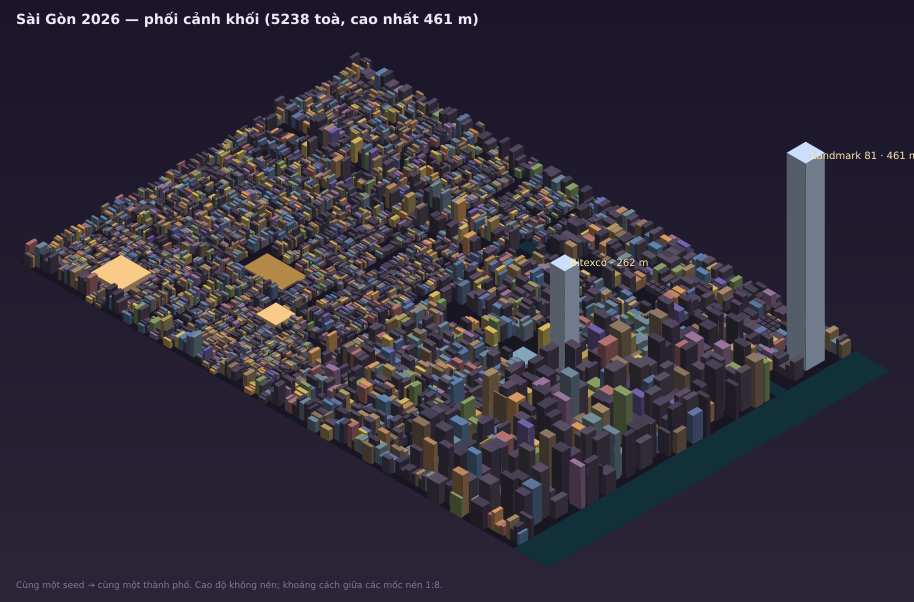 Sài Gòn 2026 — phối cảnh khối (5238 toà, cao nhất 461 m)
Landmark 81 · 461 m
itexco · 262 m
Cùng một seed → cùng một thành phố. Cao độ không nén; khoảng cách giữa các mốc nén 1:8.